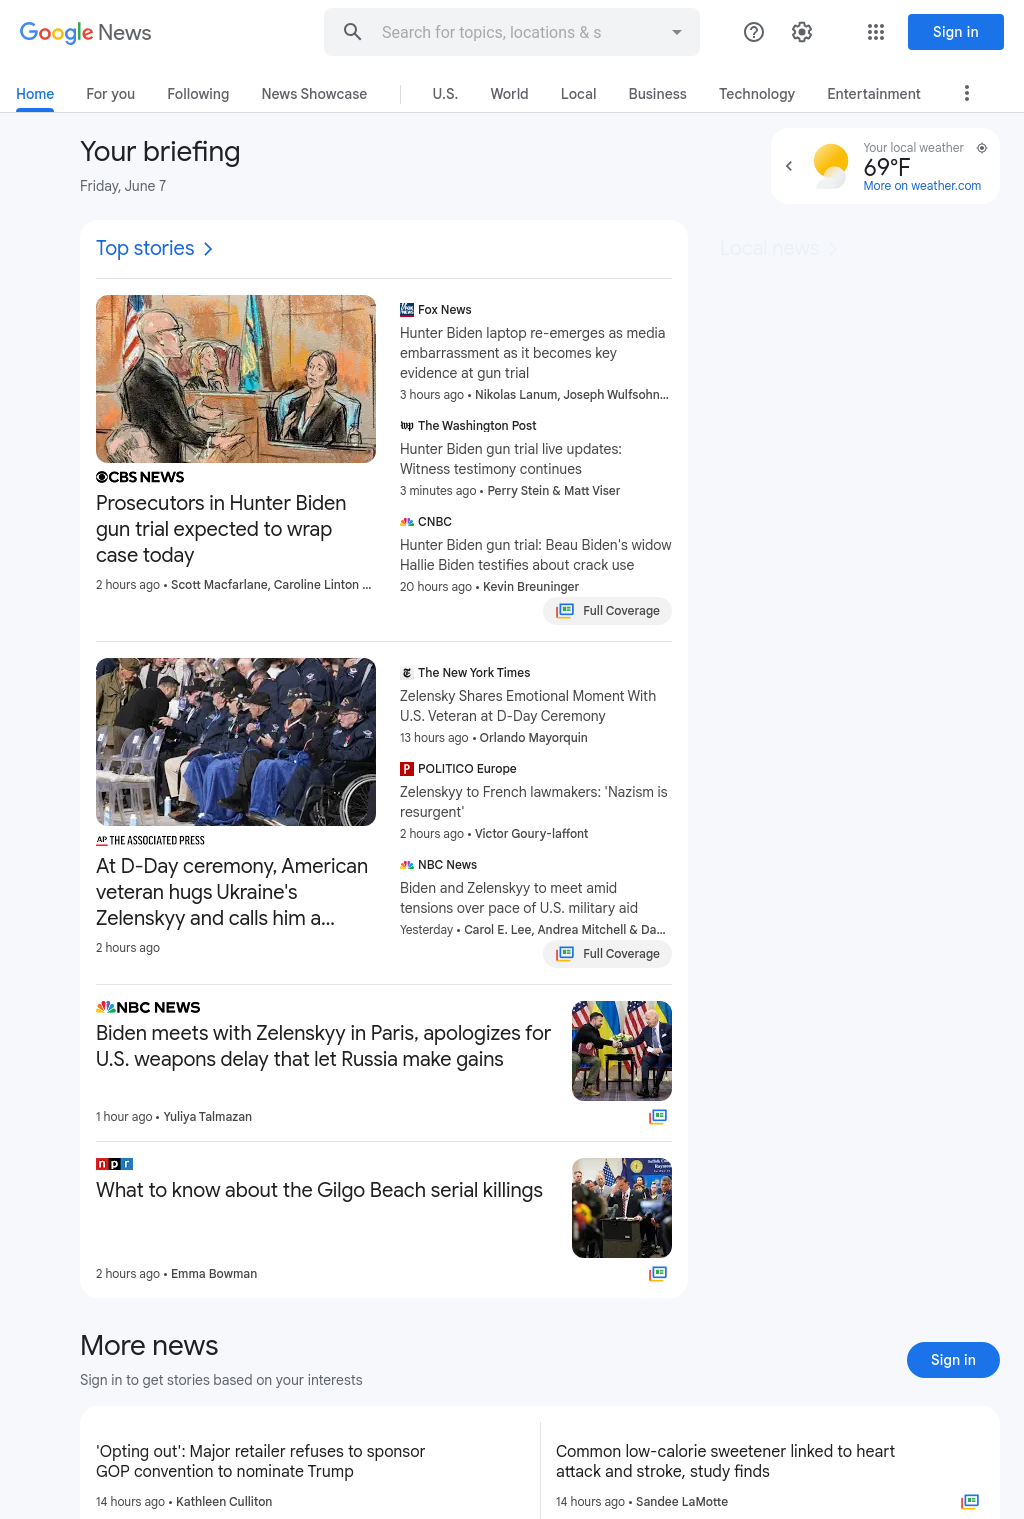 Google News
Search for topics, locations & s
Sign in
Home
For you
Following
News Showcase
U.S.
World
Local
Business
Technology
Entertainment
Your briefing
Friday, June 7
Your local weather
69°F
More on weather.com
Top stories
Local news
CBS NEWS
Prosecutors in Hunter Biden
gun trial expected to wrap
case today
2 hours ago • Scott Macfarlane, Caroline Linton ...
Fox News
Hunter Biden laptop re-emerges as media
embarrassment as it becomes key
evidence at gun trial
3 hours ago • Nikolas Lanum, Joseph Wulfsohn...
The Washington Post
Hunter Biden gun trial live updates:
Witness testimony continues
3 minutes ago • Perry Stein & Matt Viser
CNBC
Hunter Biden gun trial: Beau Biden's widow
Hallie Biden testifies about crack use
20 hours ago • Kevin Breuninger
Full Coverage
AP THE ASSOCIATED PRESS
At D-Day ceremony, American
veteran hugs Ukraine's
Zelenskyy and calls him a...
2 hours ago
The New York Times
Zelensky Shares Emotional Moment With
U.S. Veteran at D-Day Ceremony
13 hours ago • Orlando Mayorquin
POLITICO Europe
Zelenskyy to French lawmakers: 'Nazism is
resurgent'
2 hours ago • Victor Goury-laffont
NBC News
Biden and Zelenskyy to meet amid
tensions over pace of U.S. military aid
Yesterday • Carol E. Lee, Andrea Mitchell & Da...
Full Coverage
NBC NEWS
Biden meets with Zelenskyy in Paris, apologizes for
U.S. weapons delay that let Russia make gains
1 hour ago • Yuliya Talmazan
npr
What to know about the Gilgo Beach serial killings
2 hours ago • Emma Bowman
More news
Sign in to get stories based on your interests
Sign in
'Opting out': Major retailer refuses to sponsor
GOP convention to nominate Trump
14 hours ago • Kathleen Culliton
Common low-calorie sweetener linked to heart
attack and stroke, study finds
14 hours ago • Sandee LaMotte